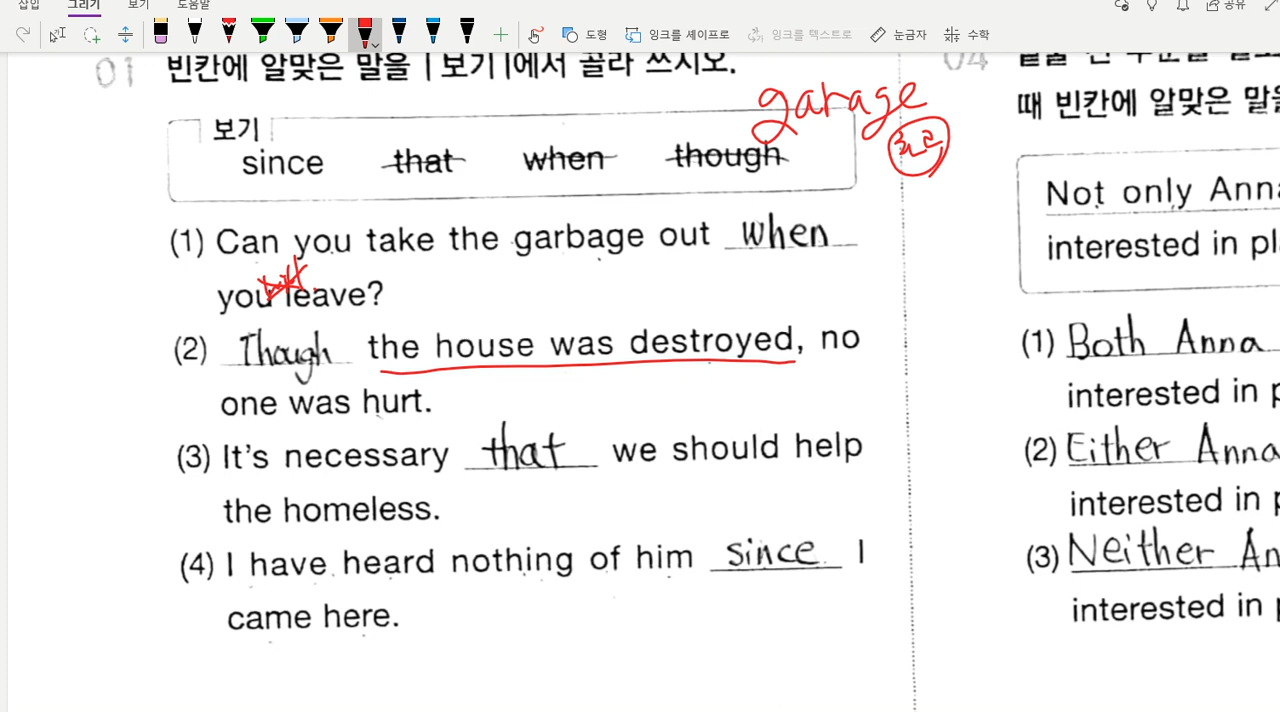 삽입 그리기 보기 도움말
도형 잉크를 셰이프로 잉크를 텍스트로 눈금자 수학 공유
01 빈칸에 알맞은 말을 | 보기 |에서 골라 쓰시오.
garage
차고
보기
since that when though
(1) Can you take the garbage out when
you leave?
(2) Though the house was destroyed, no
one was hurt.
(3) It's necessary that we should help
the homeless.
(4) I have heard nothing of him since I
came here.
04
때 빈칸에 알맞은 말을
Not only Anna
interested in pl
(1) Both Anna
interested in p
(2) Either Anna
interested in p
(3) Neither An
interested in p